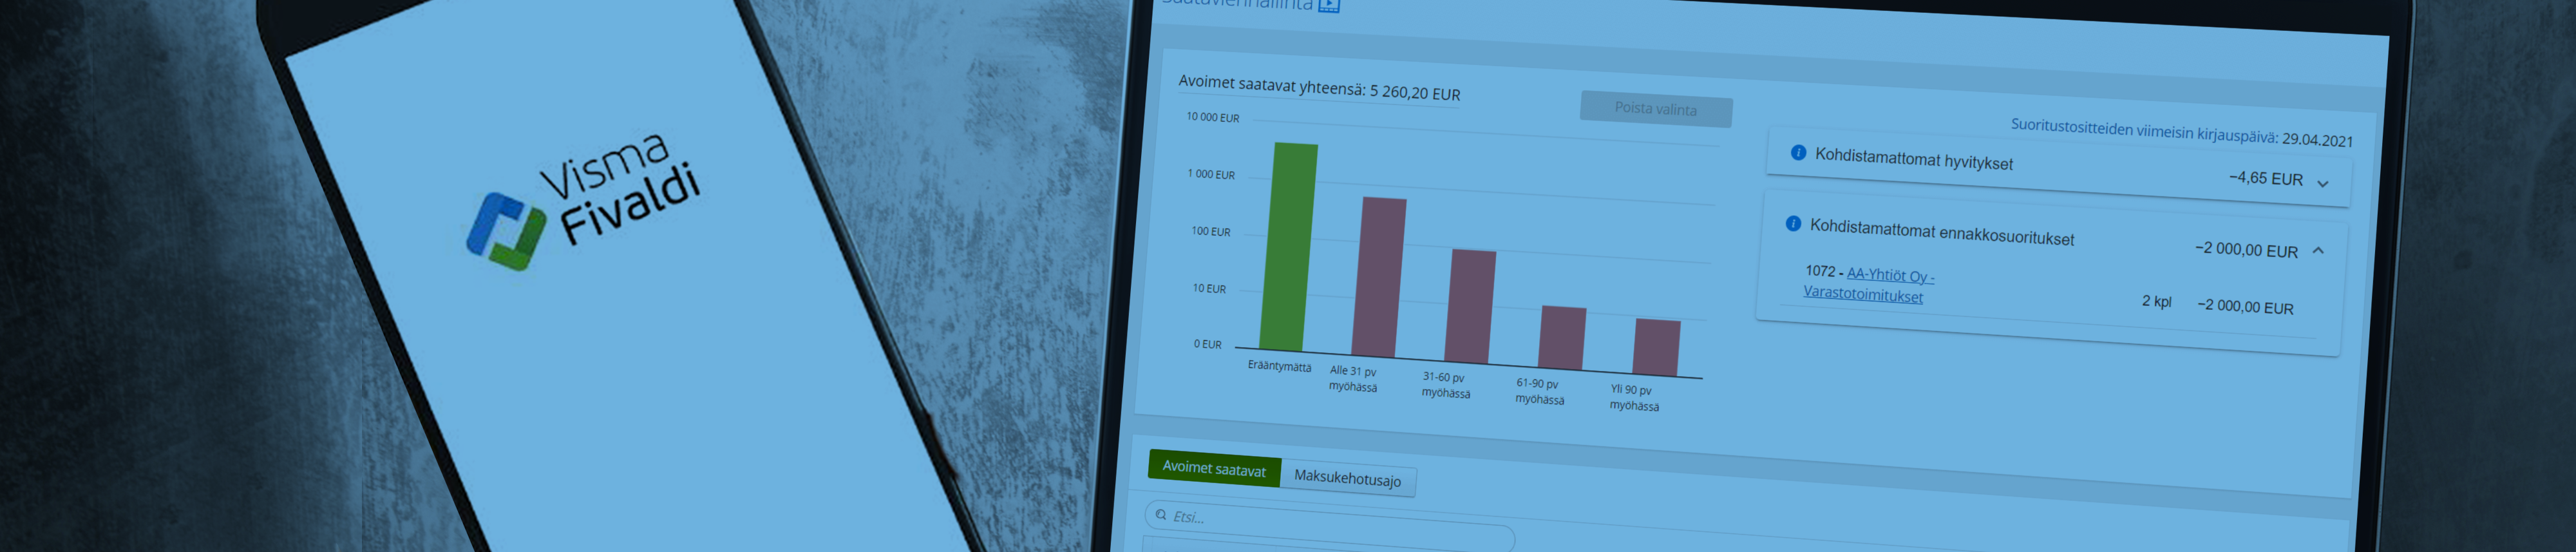 Visma
Fivaldi
Saataviennallinta
Avoimet saatavat yhteensä: 5 260,20 EUR
Poista valinta
10 000 EUR
1 000 EUR
100 EUR
10 EUR
0 EUR
Erääntymättä
Alle 31 pv
myöhässä
31-60 pv
myöhässä
61-90 pv
myöhässä
Yli 90 pv
myöhässä
Suoritustositteiden viimeisin kirjauspäivä: 29.04.2021
Kohdistamattomat hyvitykset −4,65 EUR
Kohdistamattomat ennakkosuoritukset −2 000,00 EUR
1072 - AA-Yhtiöt Oy -
Varastotoimitukset 2 kpl −2 000,00 EUR
Avoimet saatavat
Maksukehotusajo
Etsi...